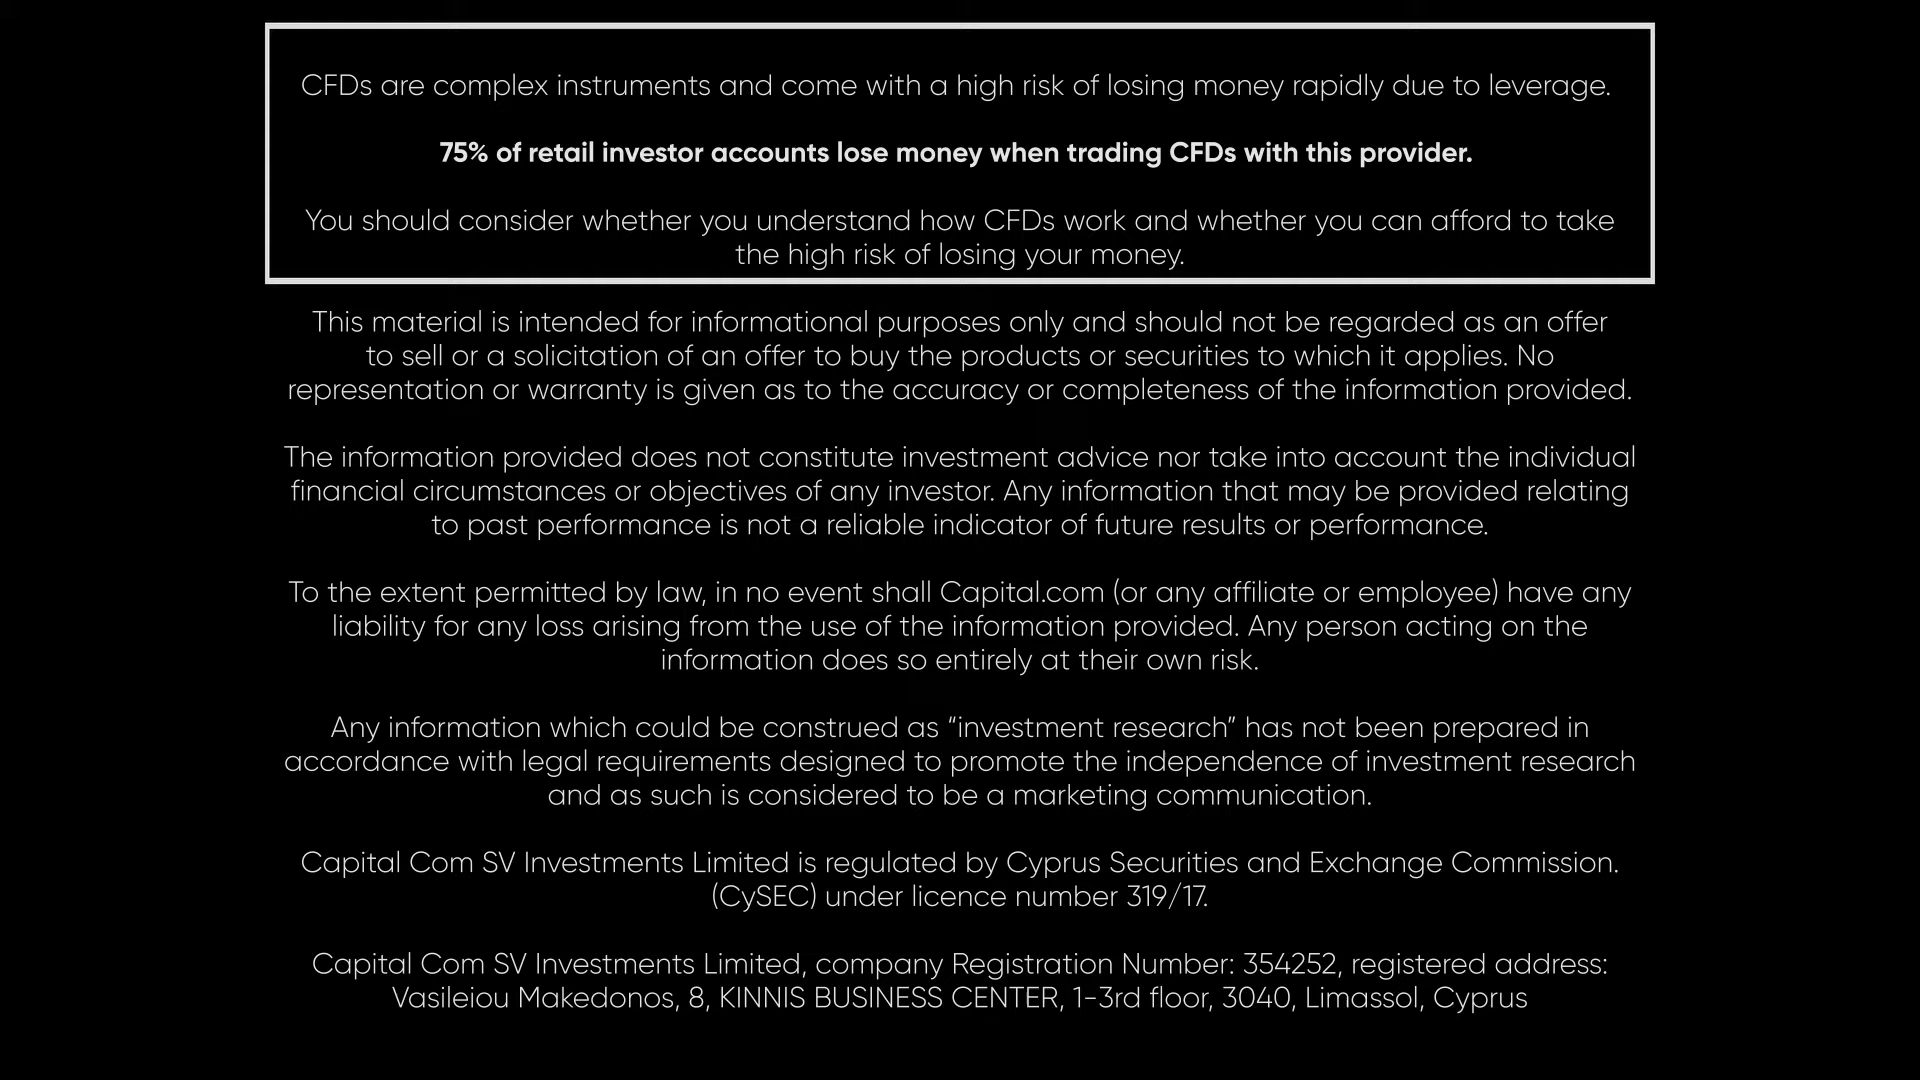 CFDs are complex instruments and come with a high risk of losing money rapidly due to leverage.
75% of retail investor accounts lose money when trading CFDs with this provider.
You should consider whether you understand how CFDs work and whether you can afford to take
the high risk of losing your money.
This material is intended for informational purposes only and should not be regarded as an offer
to sell or a solicitation of an offer to buy the products or securities to which it applies. No
representation or warranty is given as to the accuracy or completeness of the information provided.
The information provided does not constitute investment advice nor take into account the individual
financial circumstances or objectives of any investor. Any information that may be provided relating
to past performance is not a reliable indicator of future results or performance.
To the extent permitted by law, in no event shall Capital.com (or any affiliate or employee) have any
liability for any loss arising from the use of the information provided. Any person acting on the
information does so entirely at their own risk.
Any information which could be construed as “investment research” has not been prepared in
accordance with legal requirements designed to promote the independence of investment research
and as such is considered to be a marketing communication.
Capital Com SV Investments Limited is regulated by Cyprus Securities and Exchange Commission.
(CySEC) under licence number 319/17.
Capital Com SV Investments Limited, company Registration Number: 354252, registered address:
Vasileiou Makedonos, 8, KINNIS BUSINESS CENTER, 1-3rd floor, 3040, Limassol, Cyprus